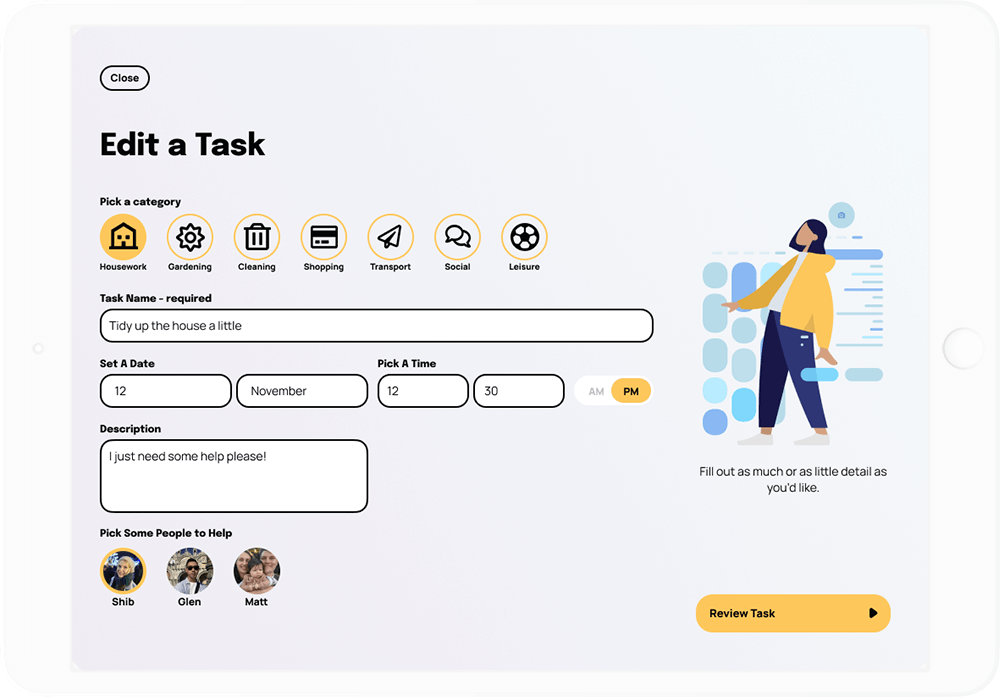 Close
Edit a Task
Pick a category
Housework Gardening Cleaning Shopping Transport Social Leisure
Task Name - required
Tidy up the house a little
Set A Date Pick A Time
12 November 12 30 AM PM
Description
I just need some help please!
Fill out as much or as little detail as
you'd like.
Pick Some People to Help
Shib Glen Matt
Review Task